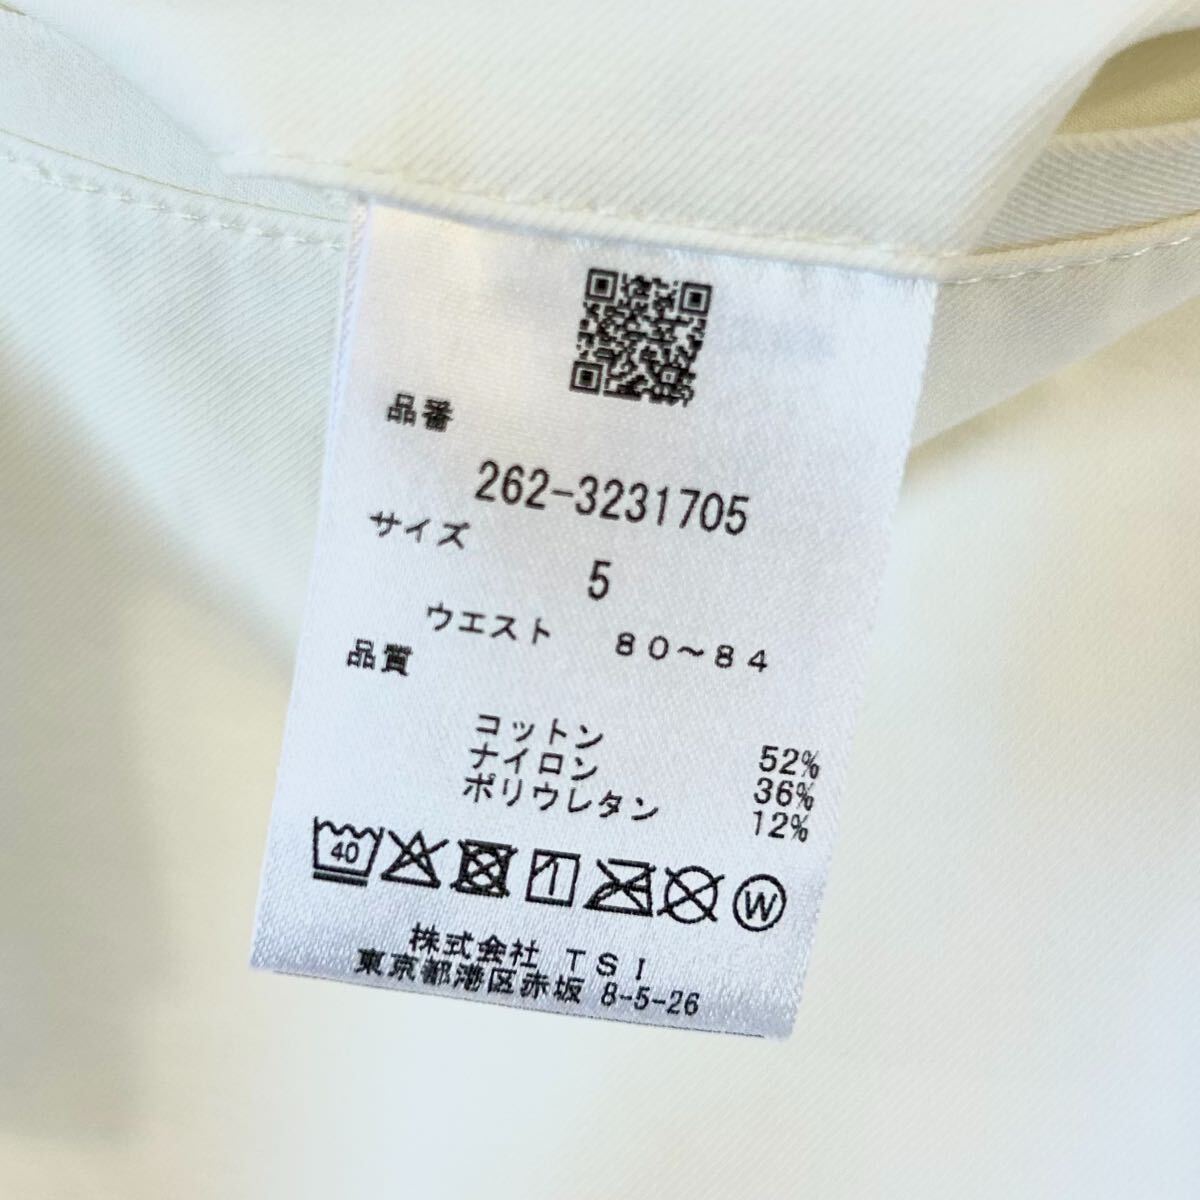 品番
262-3231705
サイズ
5
ウエスト 80～84
品質
コットン 52%
ナイロン 36%
ポリウレタン 12%
40
W
株式会社 TSI
東京都港区赤坂 8-5-26